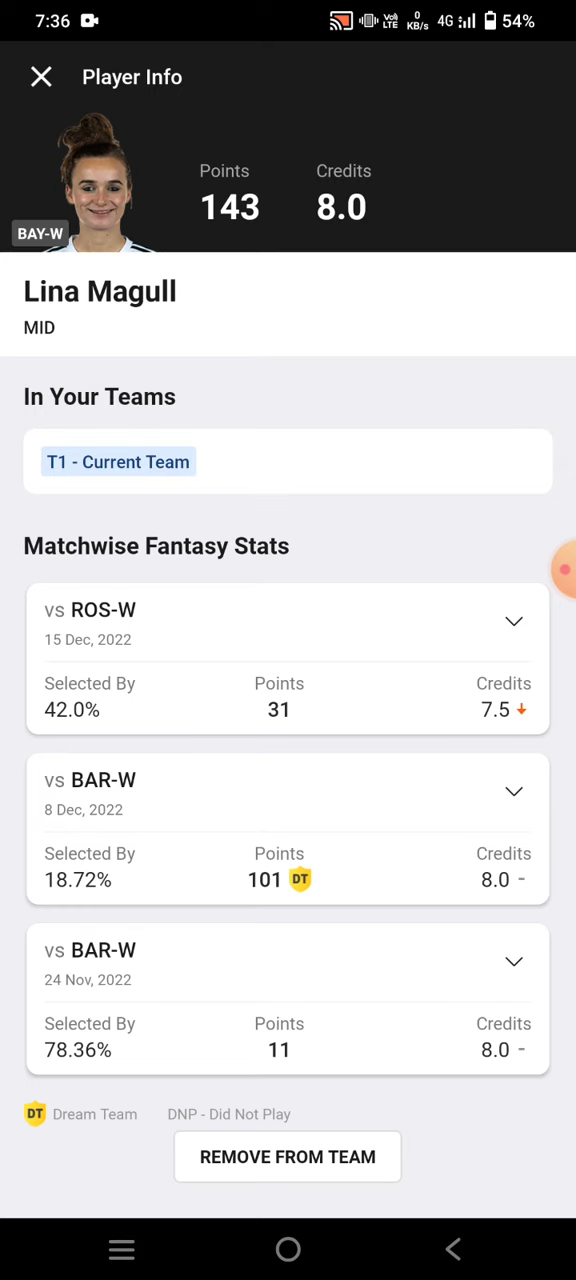 7:36 Vo) LTE 0 KB/s 4G 54%
Player Info
Points Credits
143 8.0
BAY-W
Lina Magull
MID
In Your Teams
T1 - Current Team
Matchwise Fantasy Stats
vs ROS-W
15 Dec, 2022
Selected By Points Credits
42.0% 31 7.5
vs BAR-W
8 Dec, 2022
Selected By Points Credits
18.72% 101 DT 8.0 -
vs BAR-W
24 Nov, 2022
Selected By Points Credits
78.36% 11 8.0 -
DT Dream Team DNP - Did Not Play
REMOVE FROM TEAM